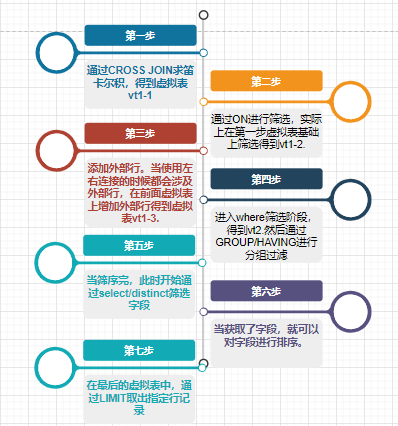 第一步
通过CROSS JOIN求笛
卡尔积，得到虚拟表
vt1-1
第二步
通过ON进行筛选，实际
上在第一步虚拟表基础
上筛选得到vt1-2.
第三步
添加外部行。当使用左
右连接的时候都会涉及
外部行，在前面虚拟表
上增加外部行得到虚拟
表vt1-3.
第四步
进入where筛选阶段，
得到vt2.然后通过
GROUP/HAVING进行
分组过滤
第五步
当筛序完，此时开始通
过select/distinct筛选
字段
第六步
当获取了字段，就可以
对字段进行排序。
第七步
在最后的虚拟表中，通
过LIMIT取出指定行记
录